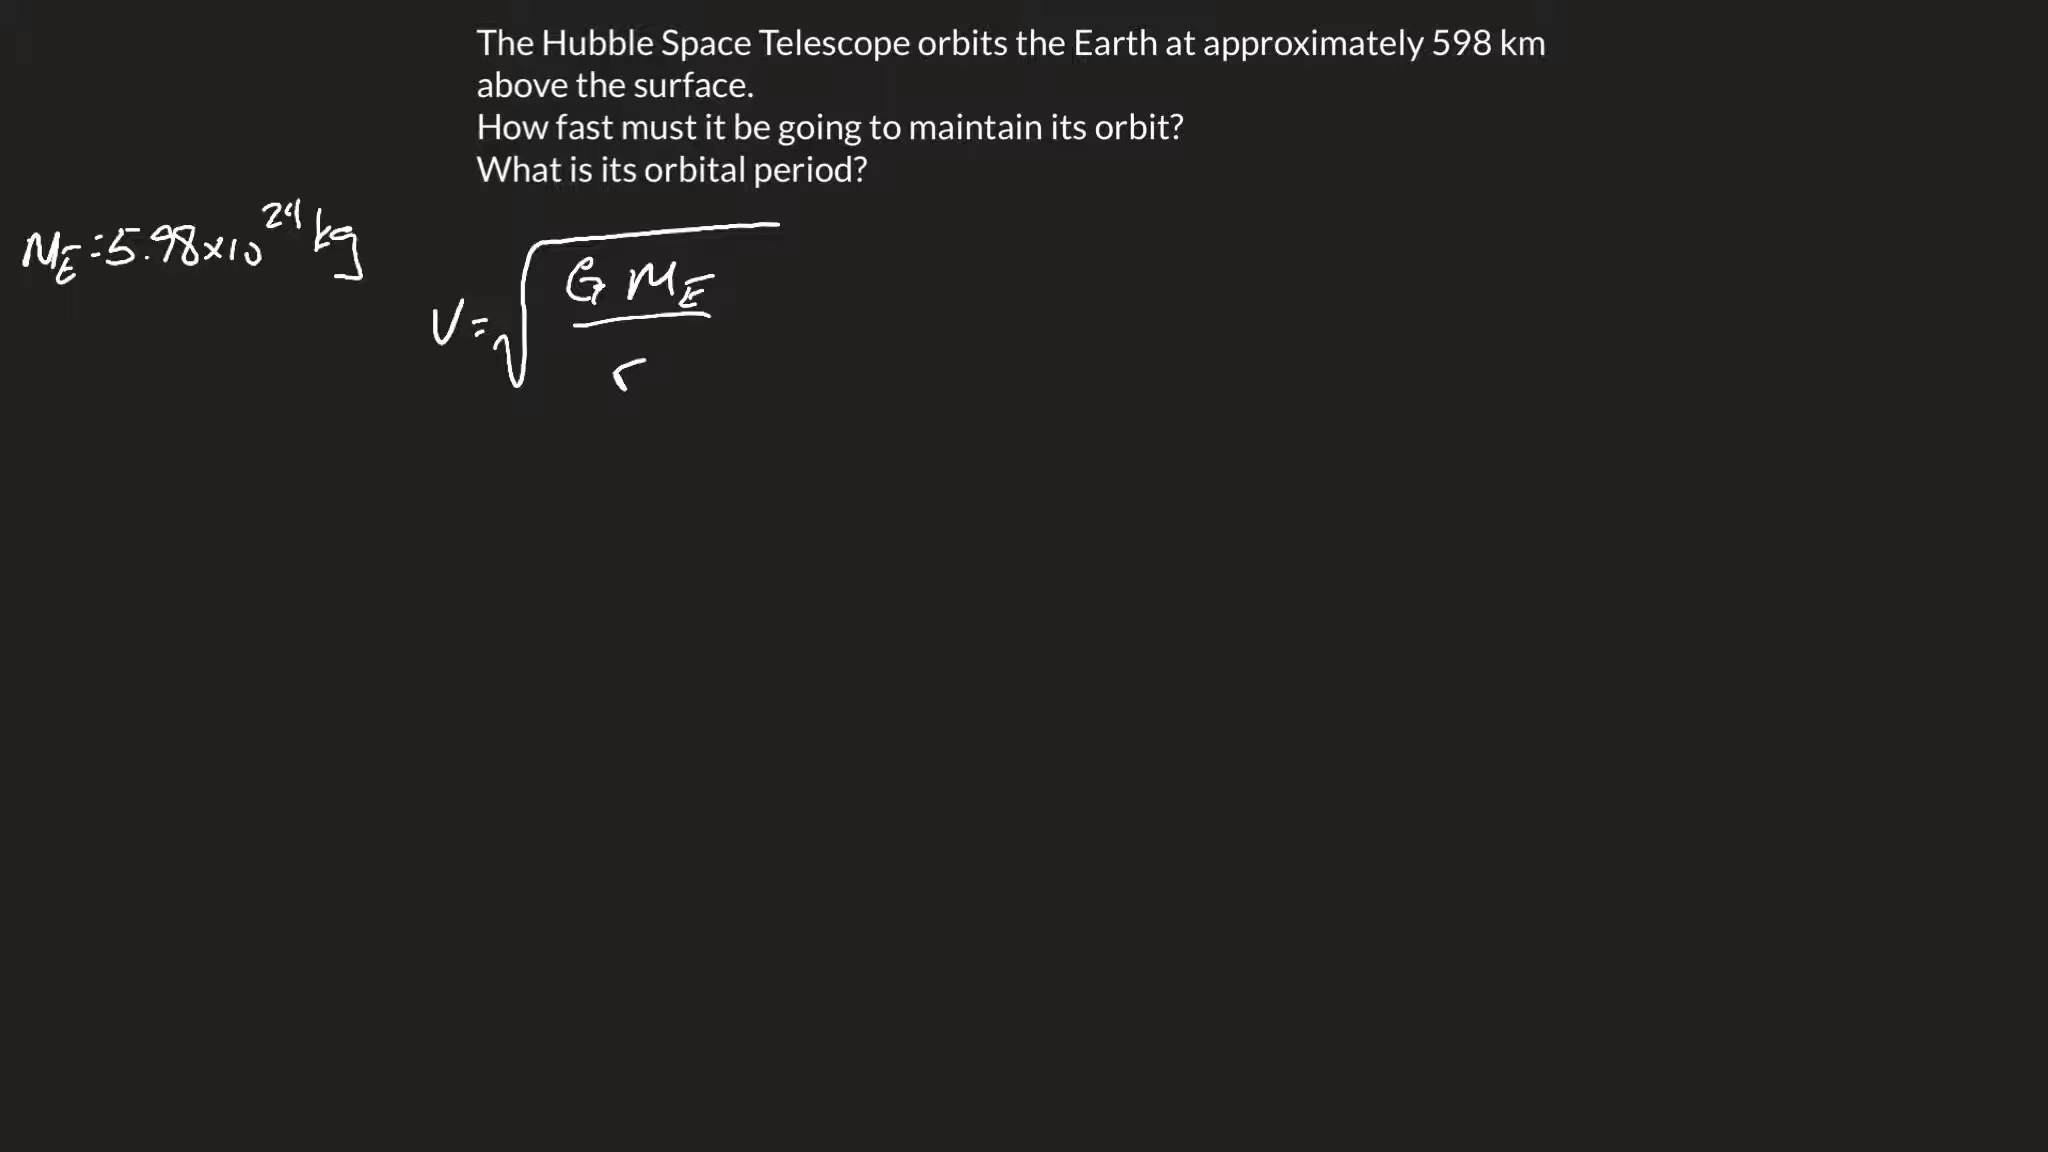 The Hubble Space Telescope orbits the Earth at approximately 598 km
above the surface.
How fast must it be going to maintain its orbit?
What is its orbital period?
M_E = 5.98×10^24 kg
V = √(G M_E / r)